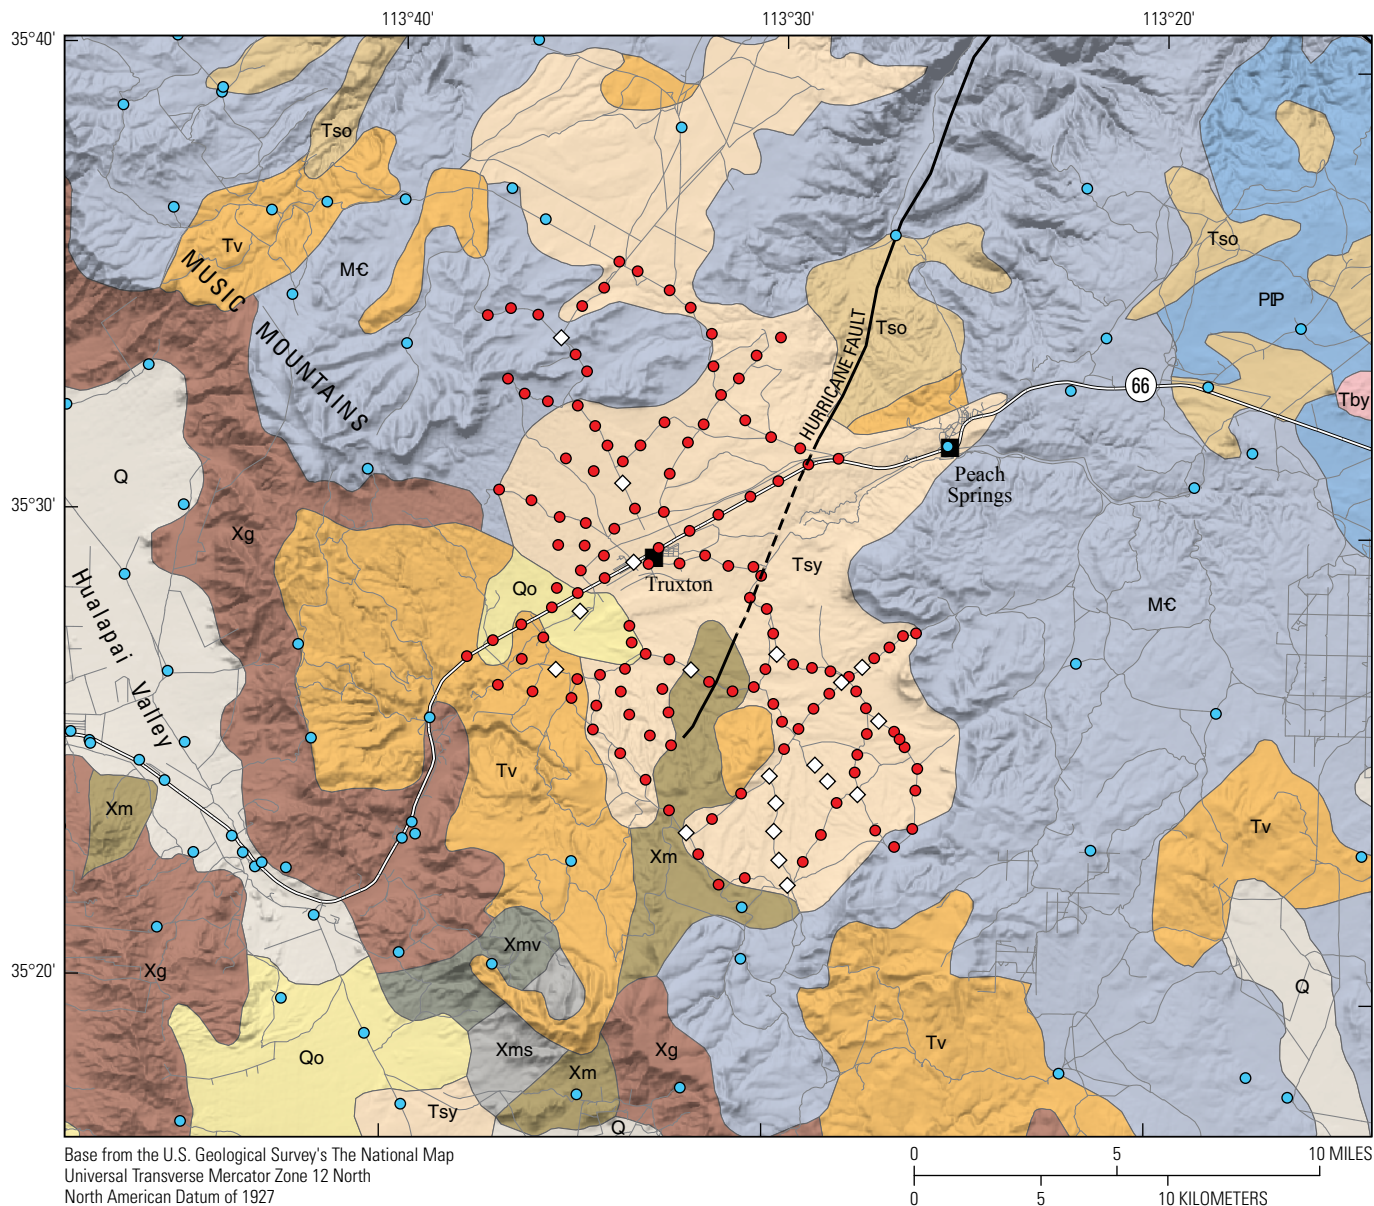 113°40'
113°30'
113°20'
35°40'
Tso
Tv
MUSIC
M€
Tso
PIP
MOUNTAINS
Tso
HURRICANE FAULT
66
Tby
Q
Peach
Springs
35°30'
Xg
Tsy
Truxton
Qo
Hualapai
Valley
M€
Tv
Xm
Tv
Xm
Xmv
35°20'
Xg
Q
Tv
Xms
Xg
Qo
Xm
Tsy
Q
Base from the U.S. Geological Survey's The National Map
Universal Transverse Mercator Zone 12 North
North American Datum of 1927
0 5 10 MILES
0 5 10 KILOMETERS